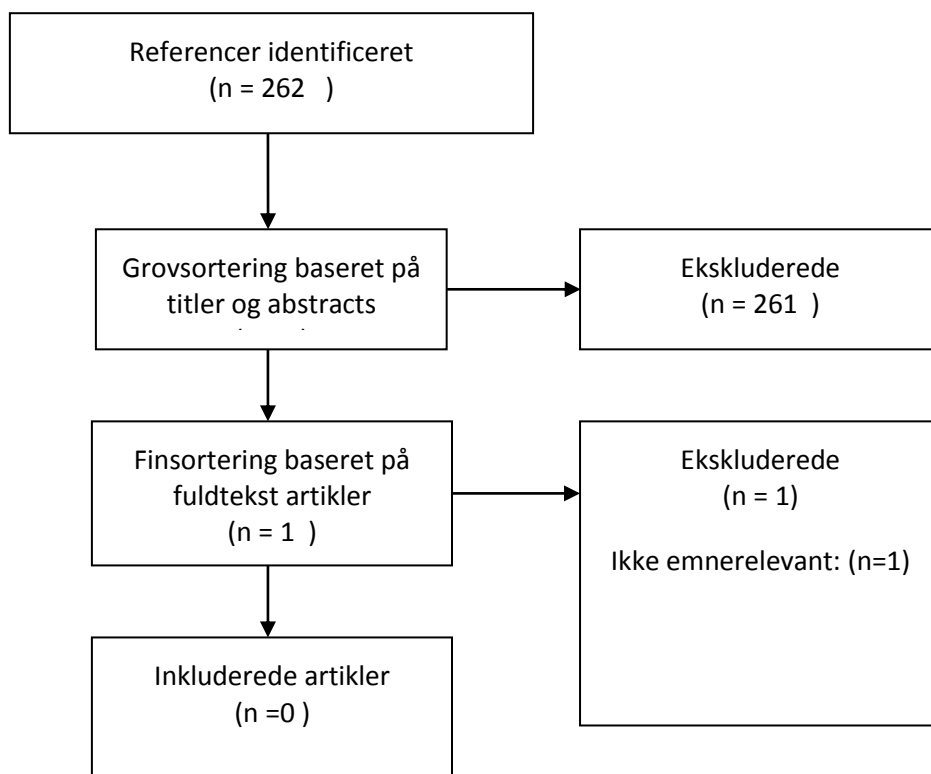 Referencer identificeret
(n = 262 )
Grovsortering baseret på
titler og abstracts
Ekskluderede
(n = 261 )
Finsortering baseret på
fuldtekst artikler
(n = 1 )
Ekskluderede
(n = 1)
Ikke emnerelevant: (n=1)
Inkluderede artikler
(n =0 )